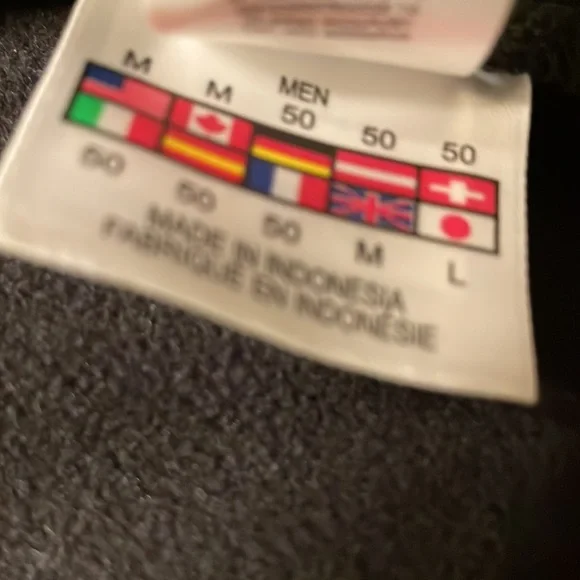 MEN
M M 50 50 50
50 50 50 M L
MADE IN INDONESIA
FABRIQUÉ EN INDONÉSIE